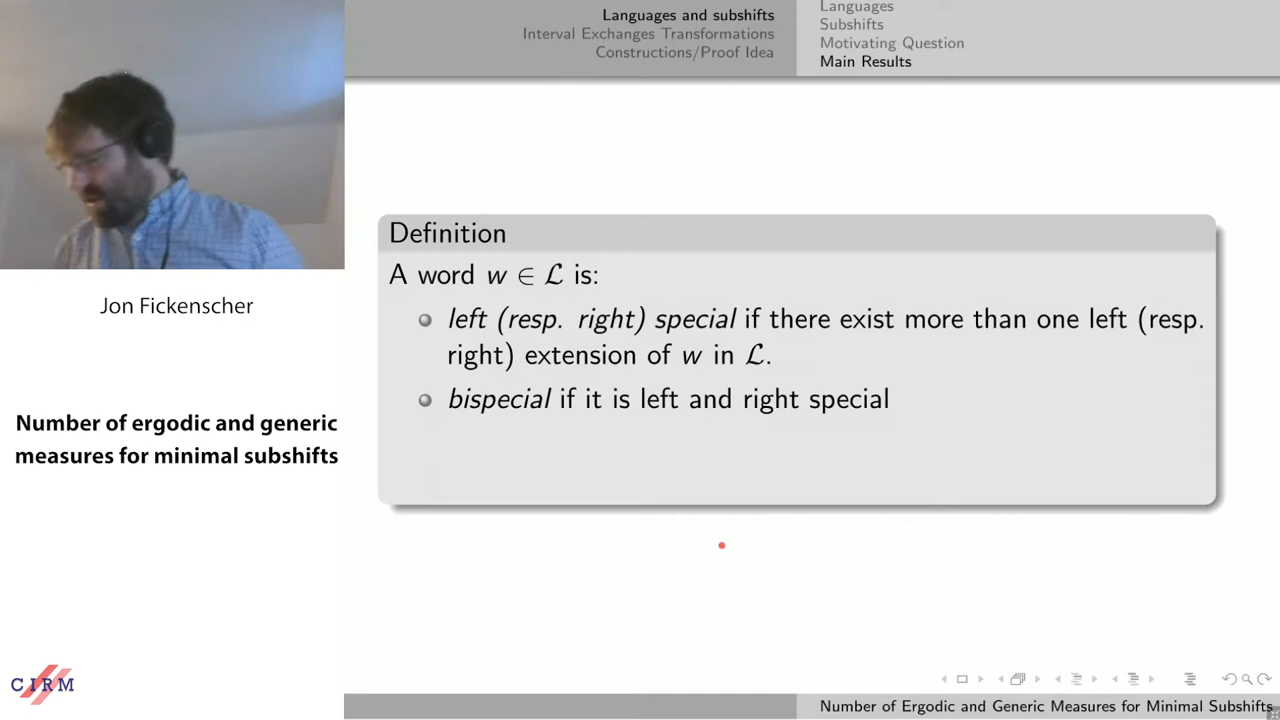 Languages and subshifts
Interval Exchanges Transformations
Constructions/Proof Idea
Languages
Subshifts
Motivating Question
Main Results
Jon Fickenscher
Number of ergodic and generic
measures for minimal subshifts
CIRM
Definition
A word w ∈ ℒ is:
left (resp. right) special if there exist more than one left (resp.
right) extension of w in ℒ.
bispecial if it is left and right special
Number of Ergodic and Generic Measures for Minimal Subshifts